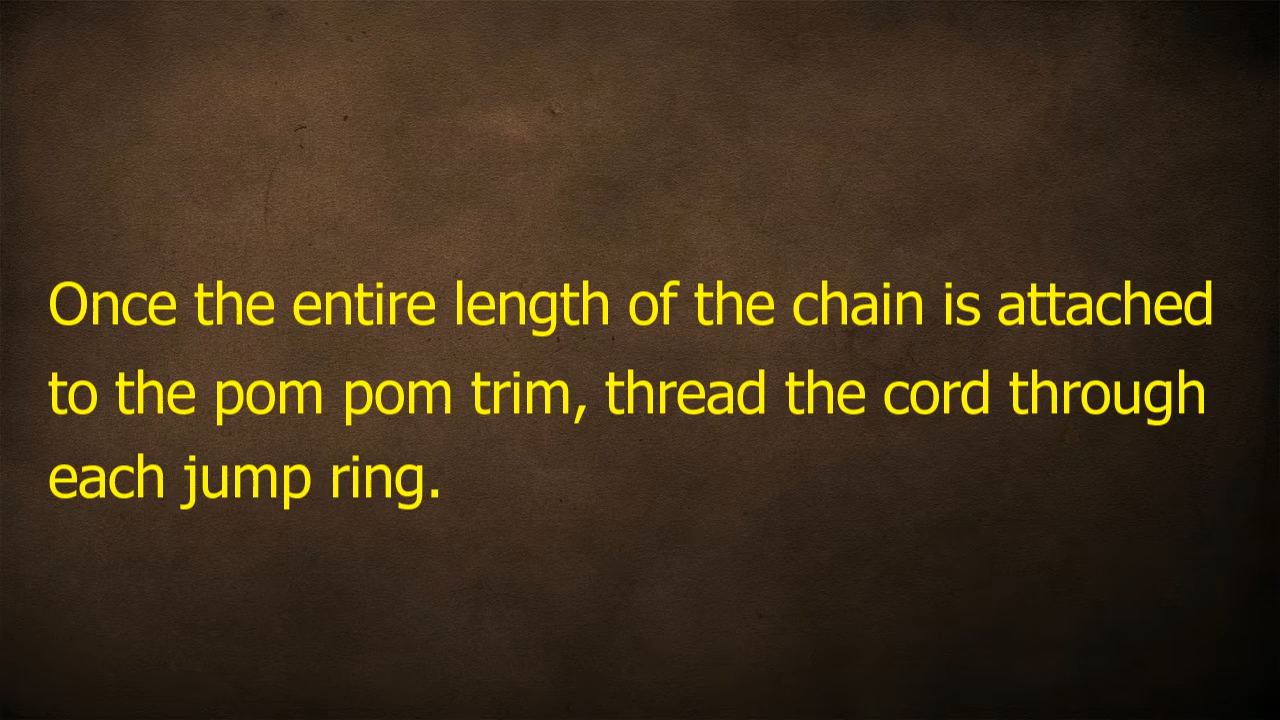 Once the entire length of the chain is attached
to the pom pom trim, thread the cord through
each jump ring.